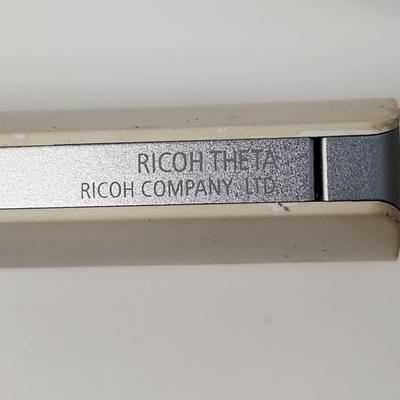 RICOH THETA
RICOH COMPANY, LTD.